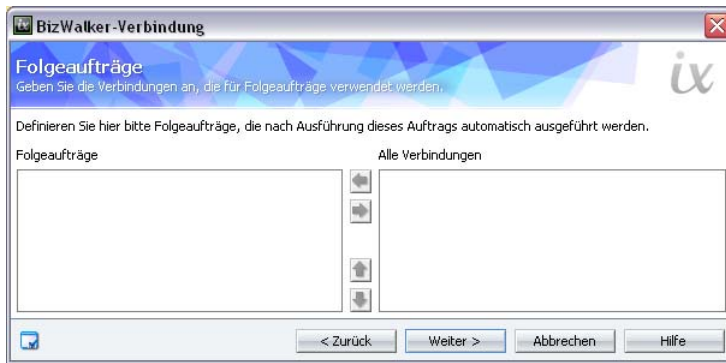 BizWalker-Verbindung
Folgeaufträge
Geben Sie die Verbindungen an, die für Folgeaufträge verwendet werden.
ix
Definieren Sie hier bitte Folgeaufträge, die nach Ausführung dieses Auftrags automatisch ausgeführt werden.
Folgeaufträge
Alle Verbindungen
< Zurück
Weiter >
Abbrechen
Hilfe